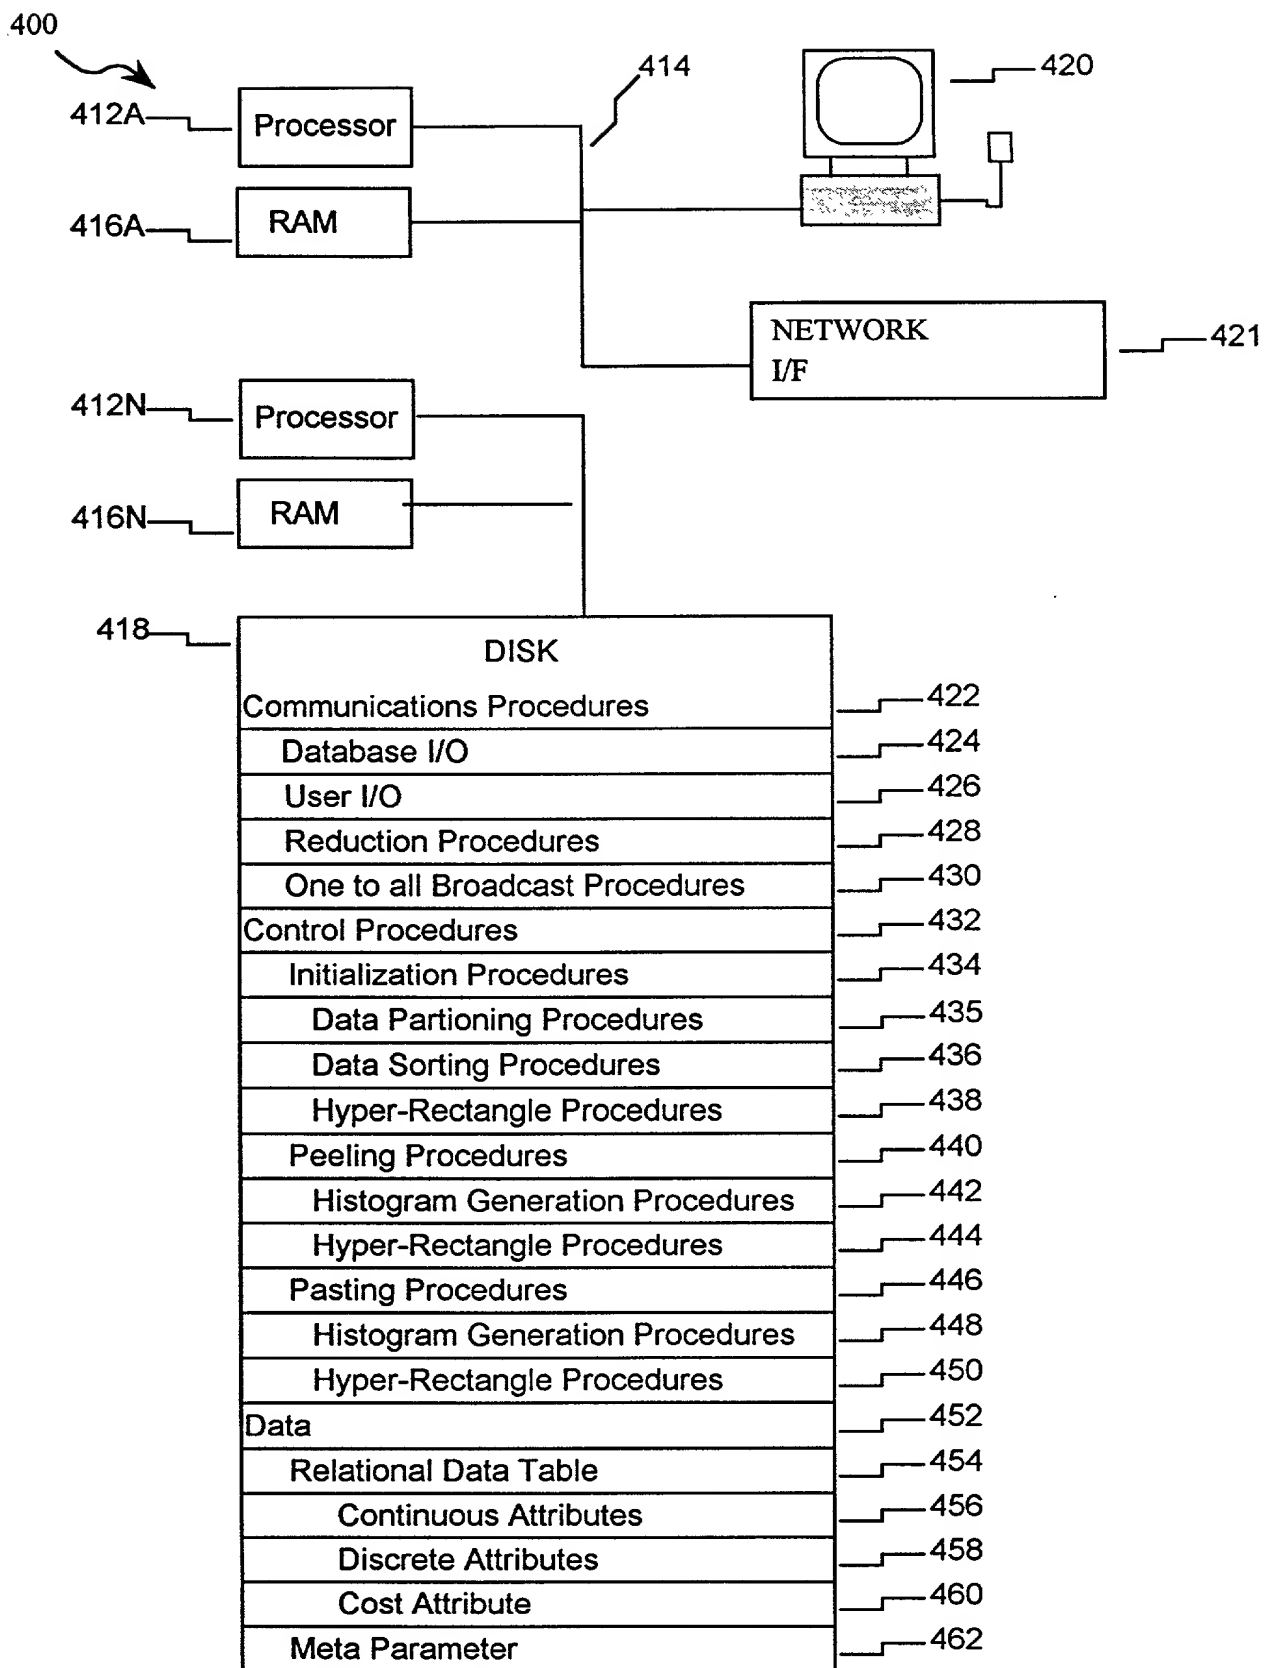 400
414
420
412A
Processor
416A
RAM
NETWORK
I/F
421
412N
Processor
416N
RAM
418
DISK
Communications Procedures 422
Database I/O 424
User I/O 426
Reduction Procedures 428
One to all Broadcast Procedures 430
Control Procedures 432
Initialization Procedures 434
Data Partioning Procedures 435
Data Sorting Procedures 436
Hyper-Rectangle Procedures 438
Peeling Procedures 440
Histogram Generation Procedures 442
Hyper-Rectangle Procedures 444
Pasting Procedures 446
Histogram Generation Procedures 448
Hyper-Rectangle Procedures 450
Data 452
Relational Data Table 454
Continuous Attributes 456
Discrete Attributes 458
Cost Attribute 460
Meta Parameter 462